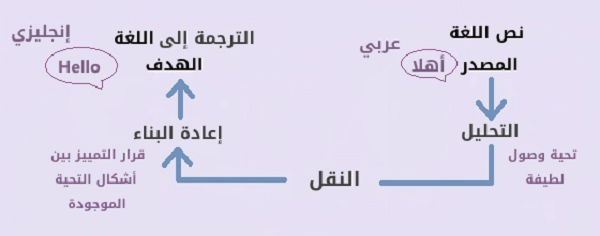 نص اللغة
المصدر
عربي
أهلا
التحليل
تحية وصول
لطيفة
النقل
إعادة البناء
قرار التمييز بين
أشكال التحية
الموجودة
الترجمة إلى اللغة
الهدف
إنجليزي
Hello